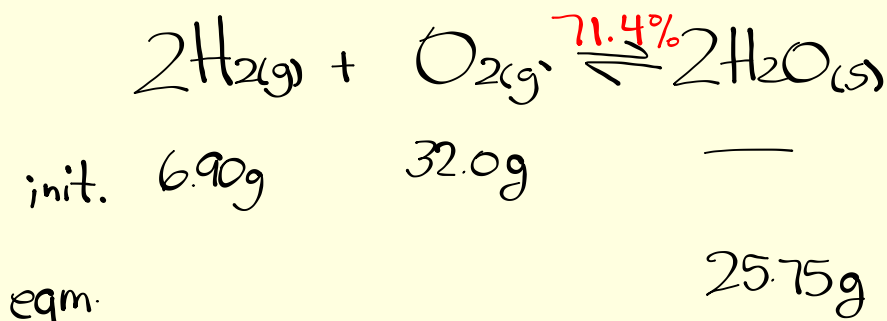 71.4%
2H2(g) + O2(g) ⇌ 2H2O(s)
init. 6.90g 32.0g —
eqm. 25.75g